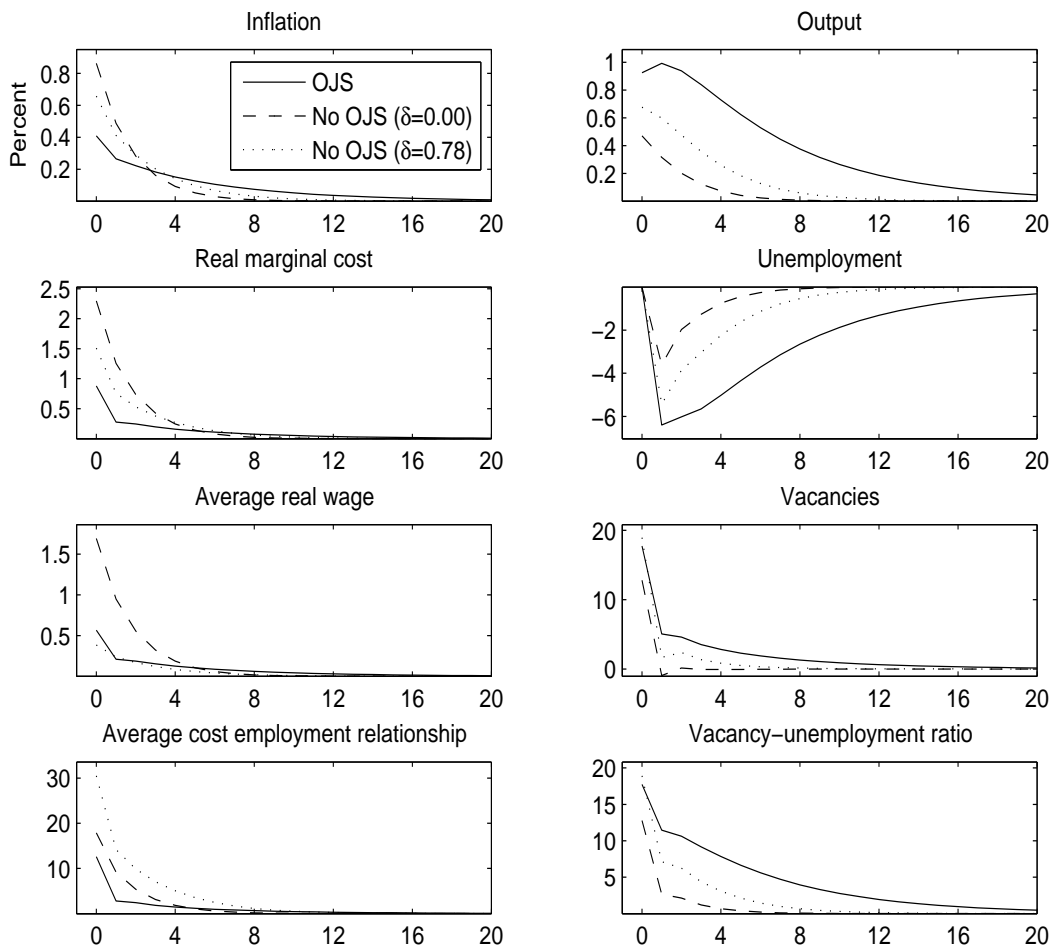 Inflation
Percent
0.8
0.6
0.4
0.2
0 4 8 12 16 20
OJS
No OJS (δ=0.00)
No OJS (δ=0.78)
Output
1
0.8
0.6
0.4
0.2
0 4 8 12 16 20
Real marginal cost
2.5
2
1.5
1
0.5
0 4 8 12 16 20
Unemployment
−2
−4
−6
0 4 8 12 16 20
Average real wage
1.5
1
0.5
0 4 8 12 16 20
Vacancies
20
10
0
0 4 8 12 16 20
Average cost employment relationship
30
20
10
0 4 8 12 16 20
Vacancy−unemployment ratio
20
15
10
5
0 4 8 12 16 20